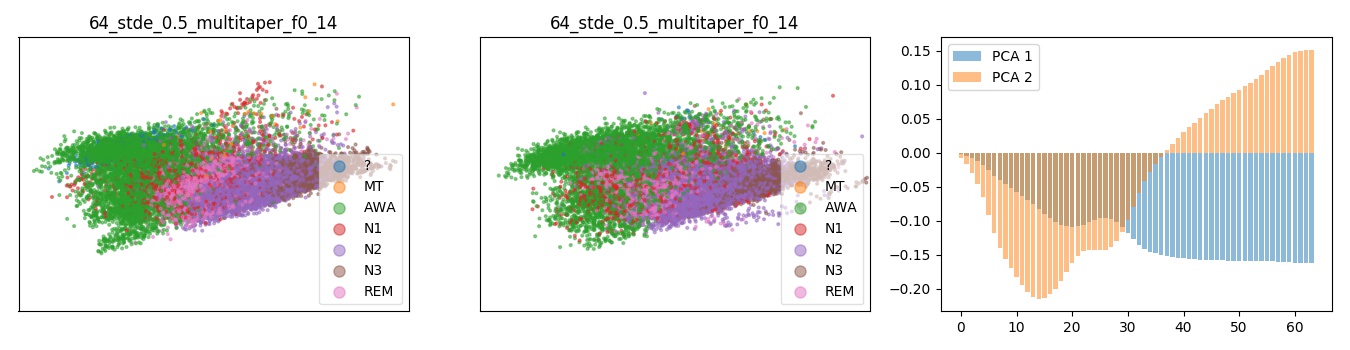 64_stde_0.5_multitaper_f0_14
?
MT
AWA
N1
N2
N3
REM
64_stde_0.5_multitaper_f0_14
?
MT
AWA
N1
N2
N3
REM
PCA 1
PCA 2
0.15
0.10
0.05
0.00
−0.05
−0.10
−0.15
−0.20
0 10 20 30 40 50 60